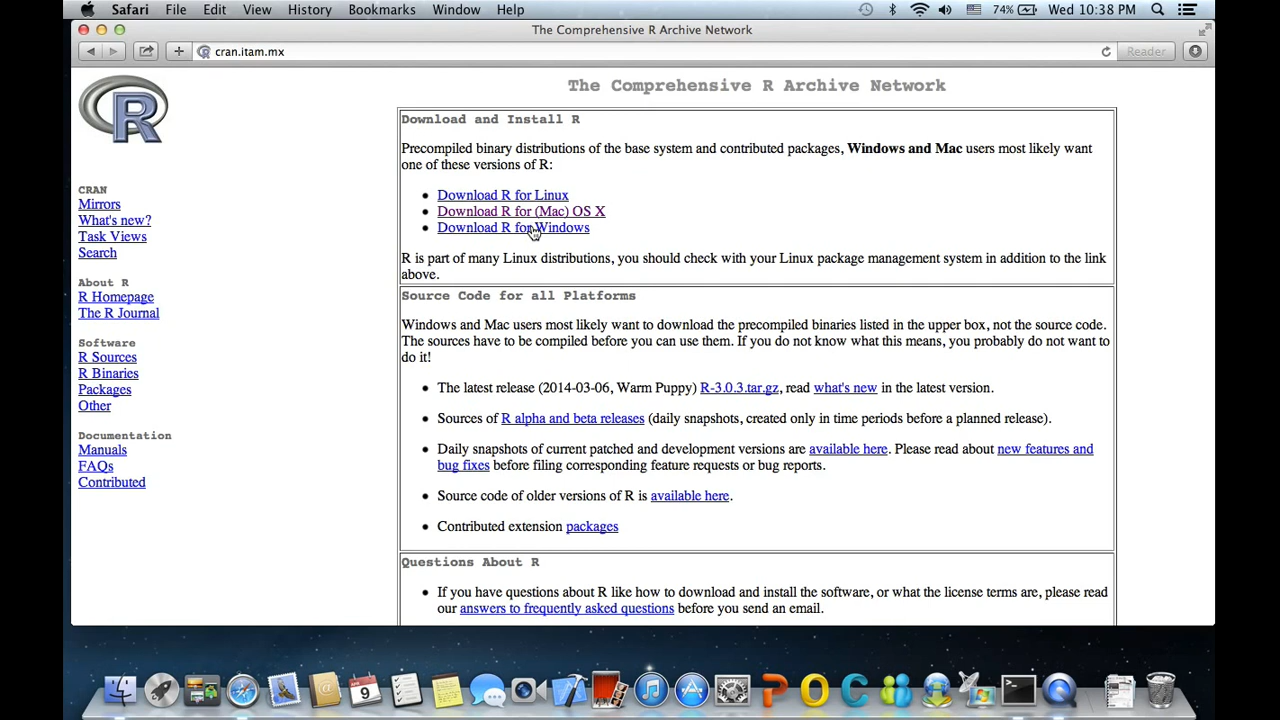 Safari File Edit View History Bookmarks Window Help 74% Wed 10:38 PM
The Comprehensive R Archive Network
cran.itam.mx Reader
R
CRAN
Mirrors
What's new?
Task Views
Search
About R
R Homepage
The R Journal
Software
R Sources
R Binaries
Packages
Other
Documentation
Manuals
FAQs
Contributed
The Comprehensive R Archive Network
Download and Install R
Precompiled binary distributions of the base system and contributed packages, Windows and Mac users most likely want
one of these versions of R:
Download R for Linux
Download R for (Mac) OS X
Download R for Windows
R is part of many Linux distributions, you should check with your Linux package management system in addition to the link
above.
Source Code for all Platforms
Windows and Mac users most likely want to download the precompiled binaries listed in the upper box, not the source code.
The sources have to be compiled before you can use them. If you do not know what this means, you probably do not want to
do it!
The latest release (2014-03-06, Warm Puppy) R-3.0.3.tar.gz, read what's new in the latest version.
Sources of R alpha and beta releases (daily snapshots, created only in time periods before a planned release).
Daily snapshots of current patched and development versions are available here. Please read about new features and
bug fixes before filing corresponding feature requests or bug reports.
Source code of older versions of R is available here.
Contributed extension packages
Questions About R
If you have questions about R like how to download and install the software, or what the license terms are, please read
our answers to frequently asked questions before you send an email.
9